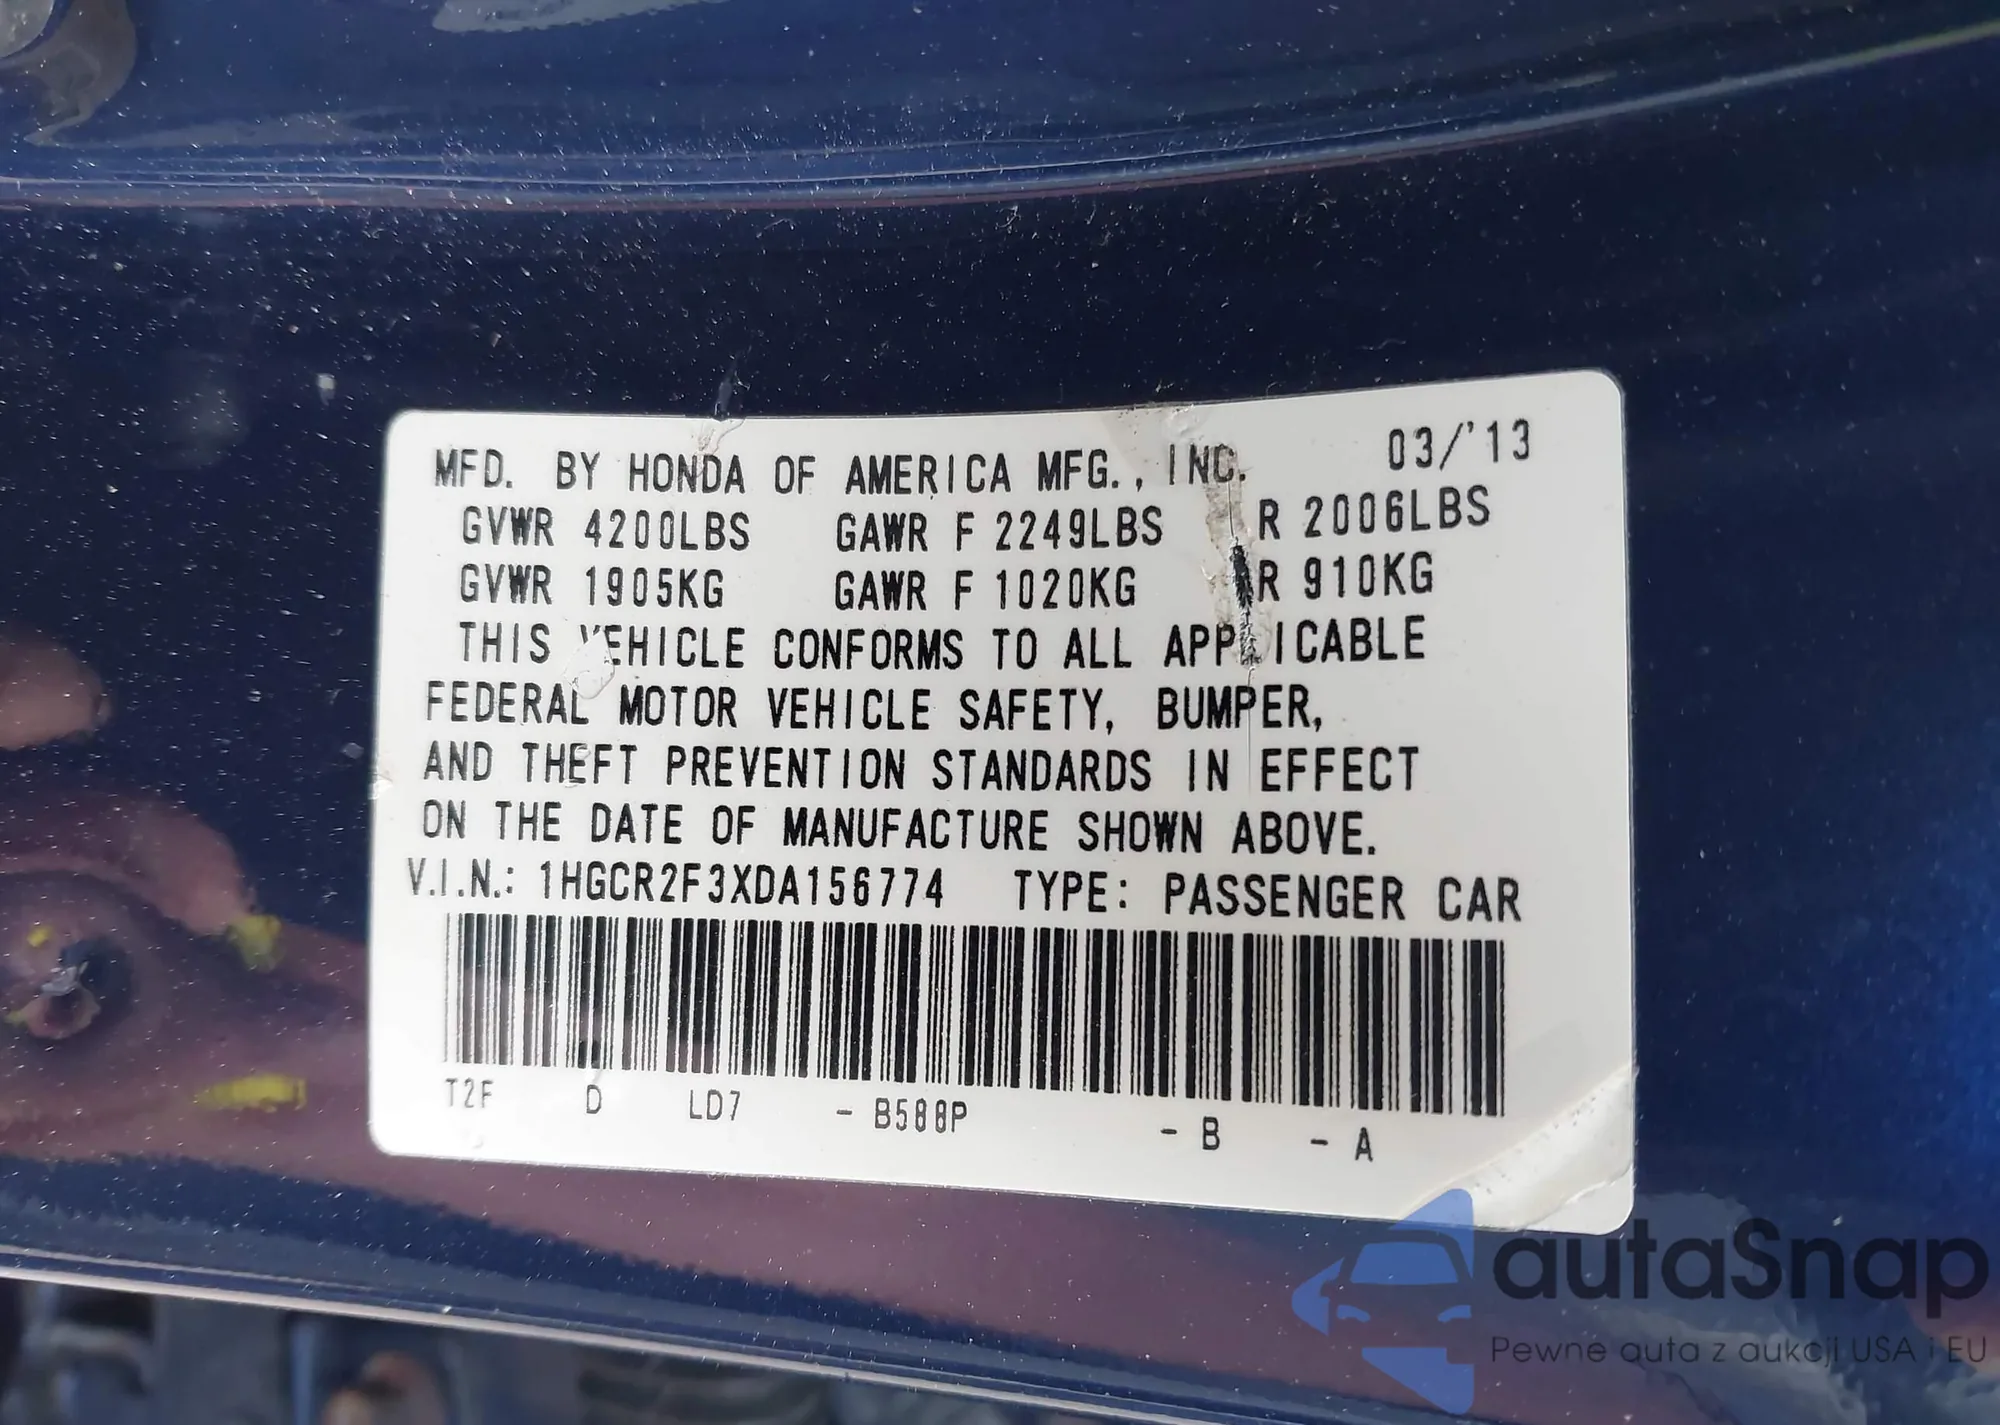 MFD. BY HONDA OF AMERICA MFG., INC. 03/'13
GVWR 4200LBS GAWR F 2249LBS R 2006LBS
GVWR 1905KG GAWR F 1020KG R 910KG
THIS VEHICLE CONFORMS TO ALL APPLICABLE
FEDERAL MOTOR VEHICLE SAFETY, BUMPER,
AND THEFT PREVENTION STANDARDS IN EFFECT
ON THE DATE OF MANUFACTURE SHOWN ABOVE.
V.I.N.: 1HGCR2F3XDA156774 TYPE: PASSENGER CAR
T2F D LD7 - B588P - B - A
autaSnap
Pewne auta z aukcji USA i EU